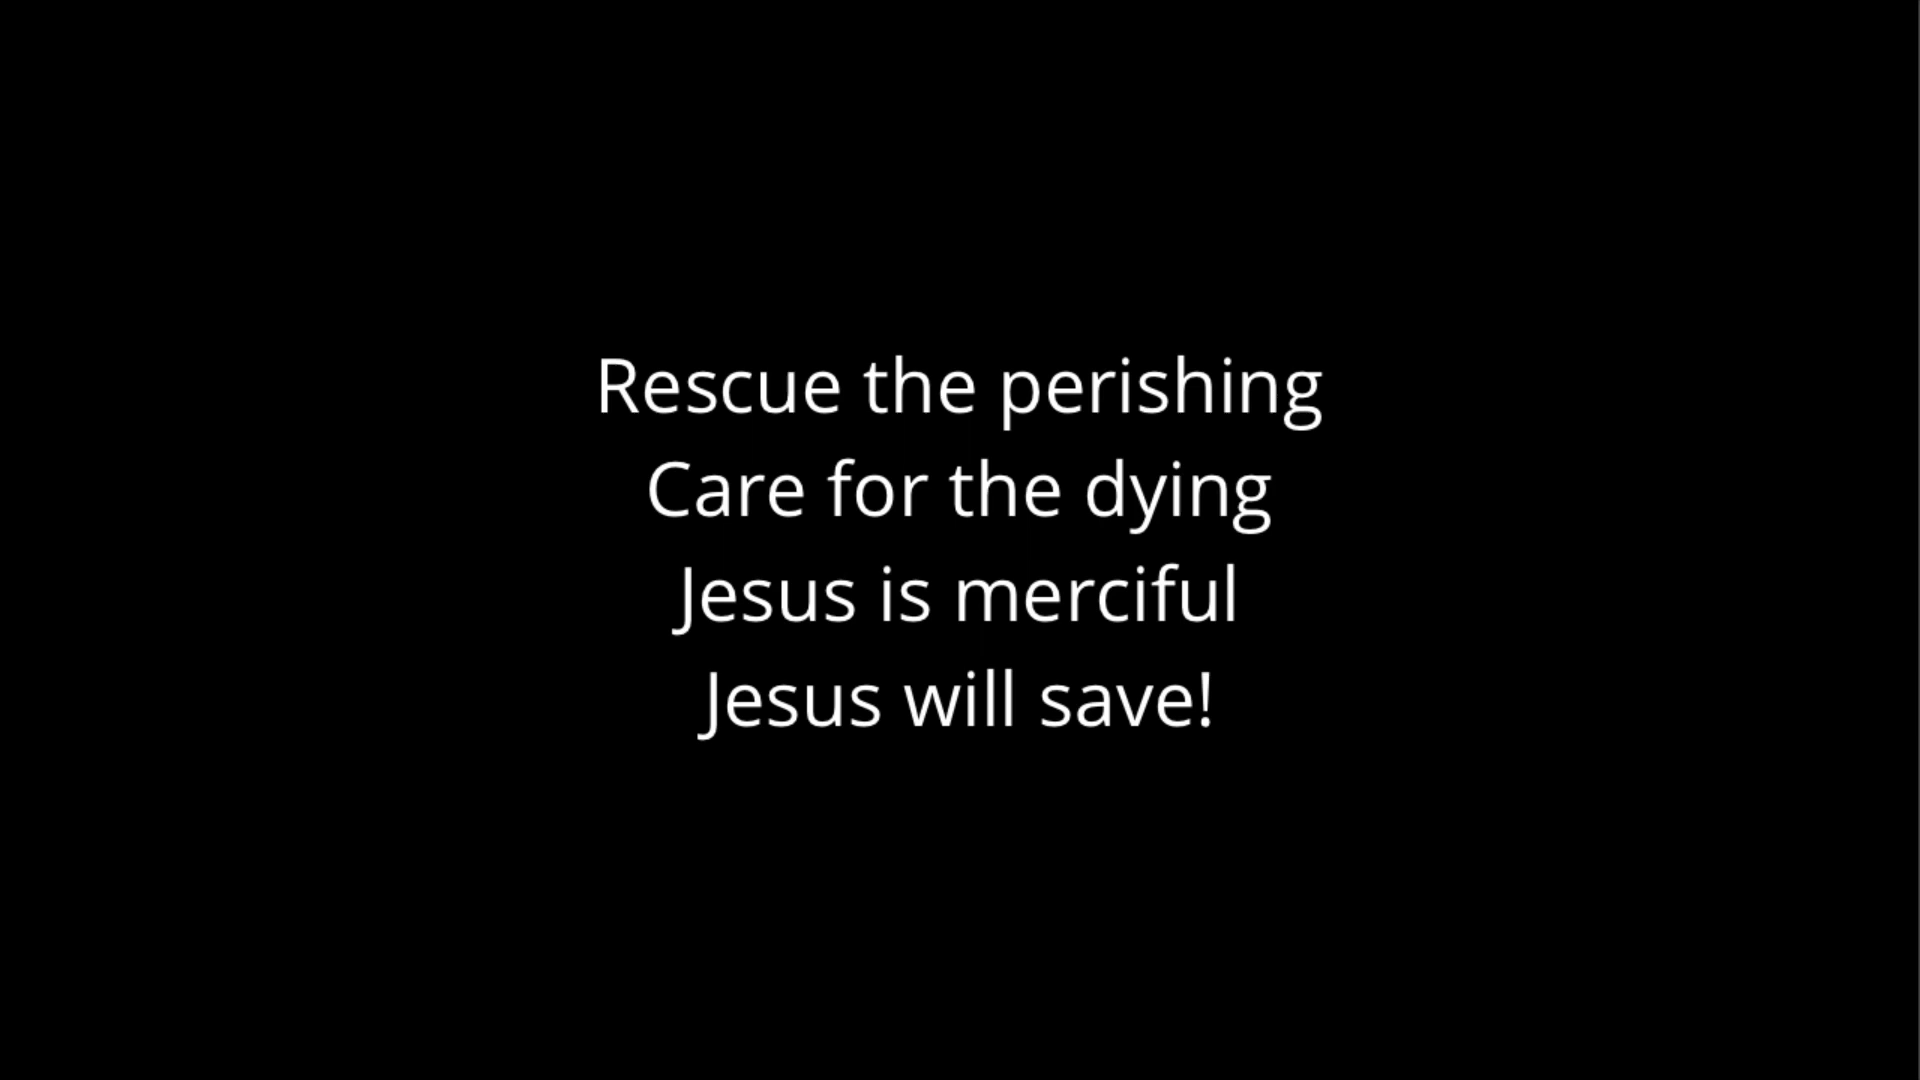 Rescue the perishing
Care for the dying
Jesus is merciful
Jesus will save!